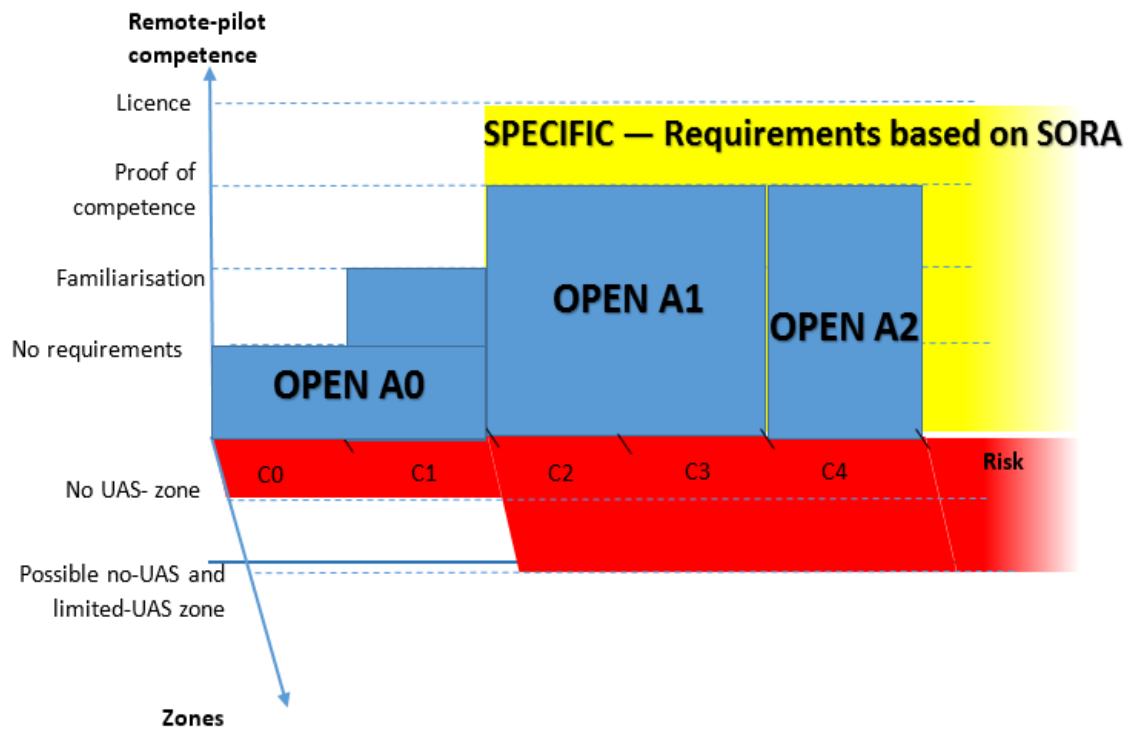 Remote-pilot
competence
Licence
SPECIFIC — Requirements based on SORA
Proof of
competence
Familiarisation
OPEN A1
OPEN A2
No requirements
OPEN A0
C0
C1
C2
C3
C4
Risk
No UAS- zone
Possible no-UAS and
limited-UAS zone
Zones